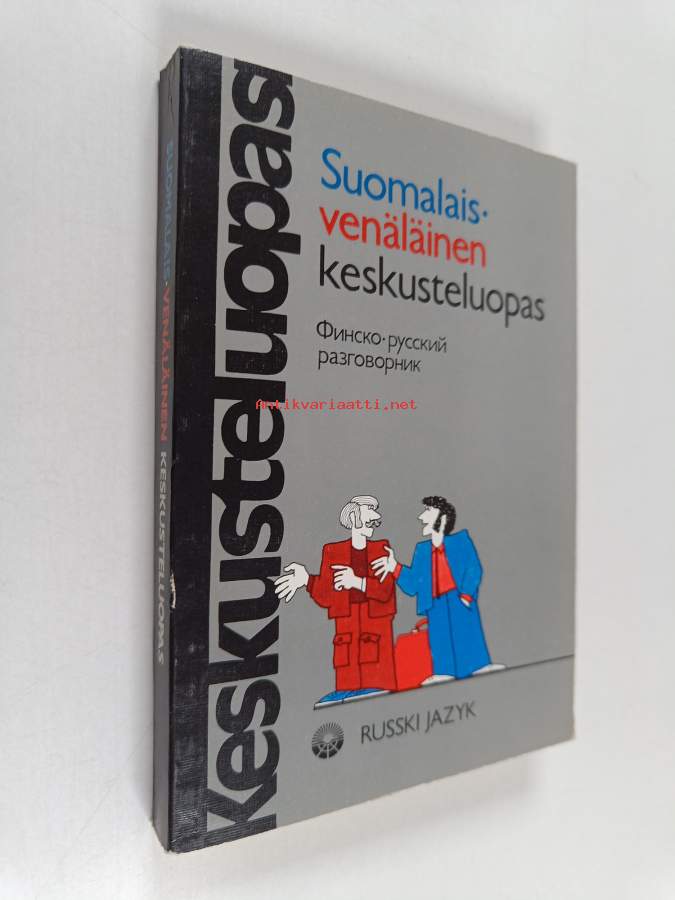 SUOMALAIS·VENÄLÄINEN KESKUSTELUOPAS
Keskusteluopas
Suomalais·
venäläinen
keskusteluopas
Финско·русский
разговорник
Antikvariaatti.net
RUSSKI JAZYK